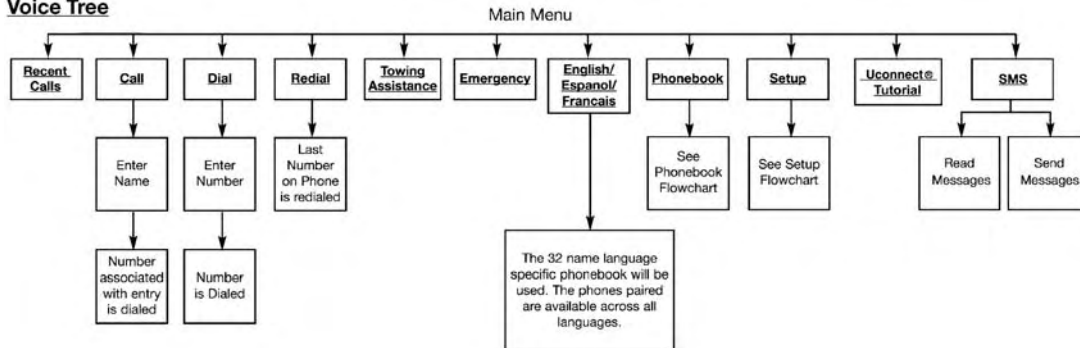 Voice Tree
Main Menu
Recent
Calls
Call
Dial
Redial
Towing
Assistance
Emergency
English/
Espanol/
Francais
Phonebook
Setup
Uconnect®
Tutorial
SMS
Enter
Name
Enter
Number
Last
Number
on Phone
is redialed
See
Phonebook
Flowchart
See Setup
Flowchart
Read
Messages
Send
Messages
Number
associated
with entry
is dialed
Number
is Dialed
The 32 name language
specific phonebook will be
used. The phones paired
are available across all
languages.